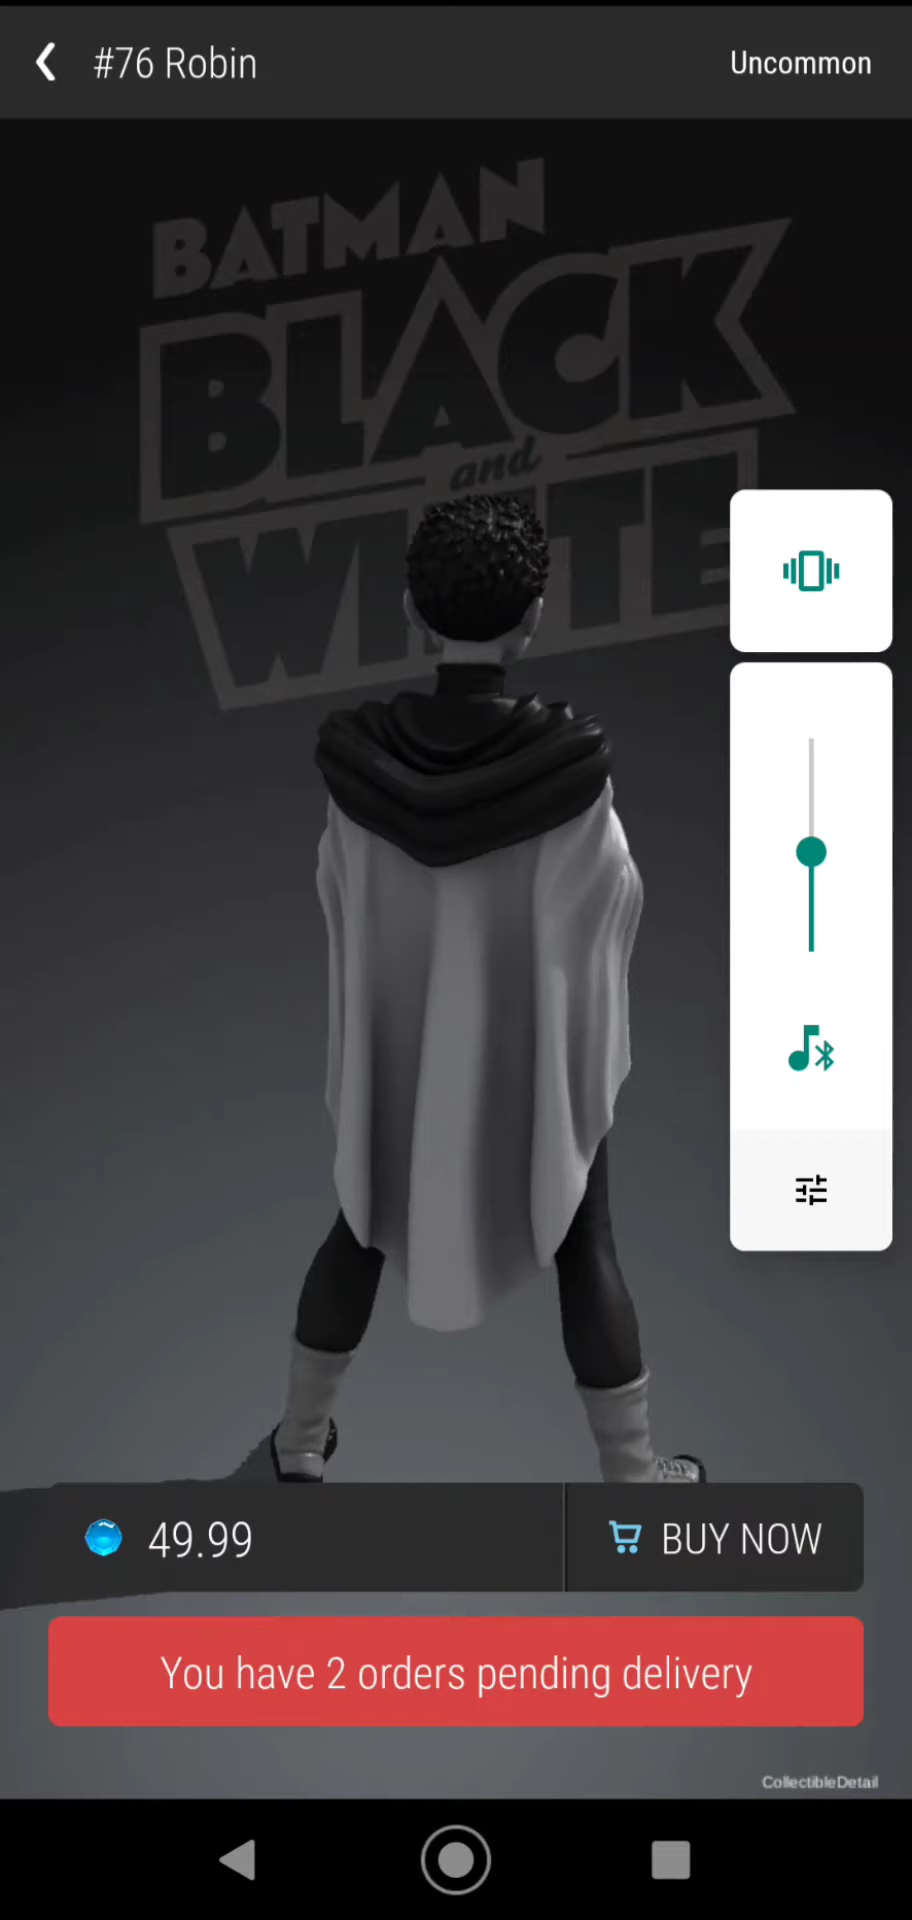 #76 Robin
Uncommon
BATMAN
BLACK
and
WHITE
49.99
BUY NOW
You have 2 orders pending delivery
CollectibleDetail